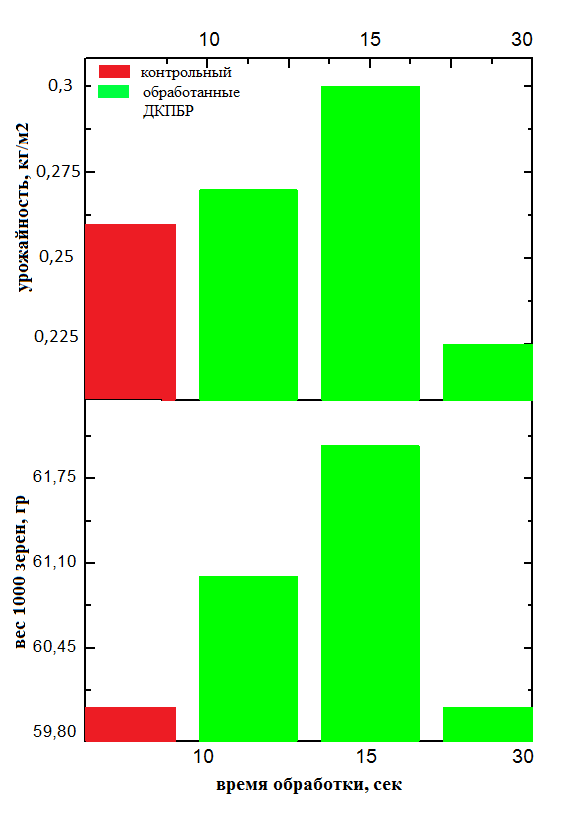 10 15 30
контрольный
обработанные
ДКПБР
0,3
0,275
0,25
0,225
урожайность, кг/м2
61,75
61,10
60,45
59,80
вес 1000 зерен, гр
10 15 30
время обработки, сек